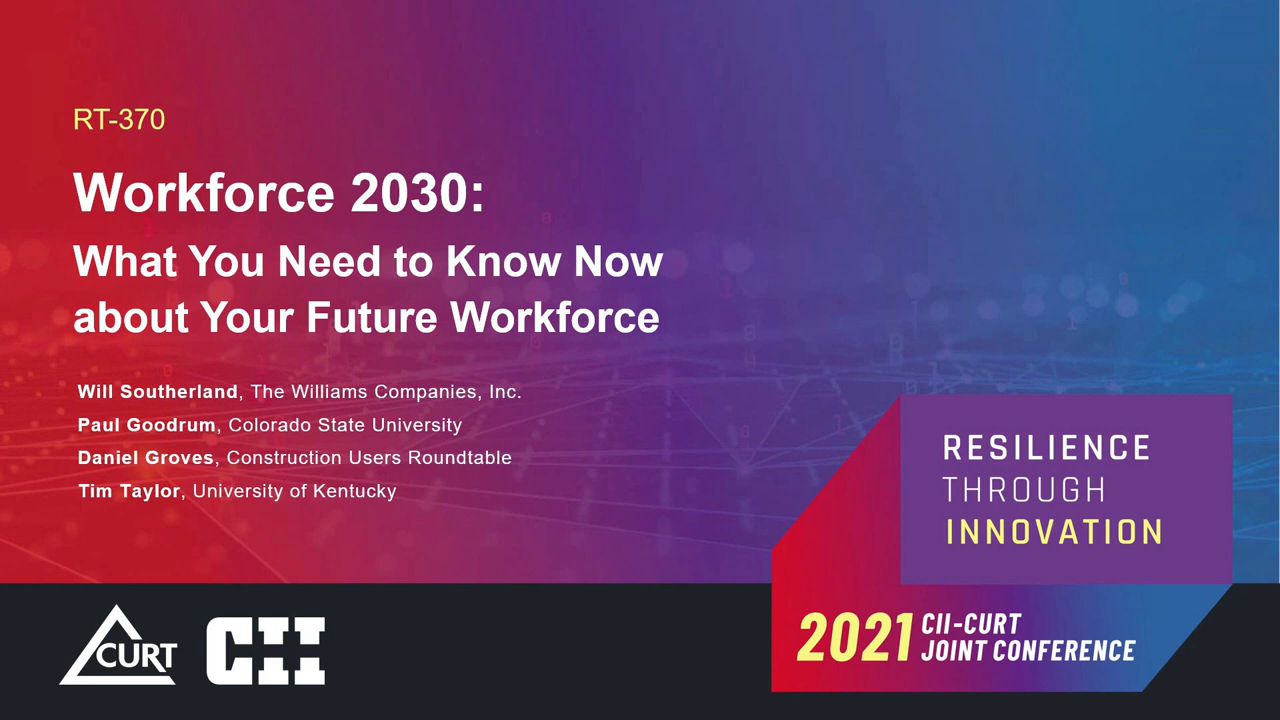 RT-370
Workforce 2030:
What You Need to Know Now
about Your Future Workforce
Will Southerland, The Williams Companies, Inc.
Paul Goodrum, Colorado State University
Daniel Groves, Construction Users Roundtable
Tim Taylor, University of Kentucky
RESILIENCE
THROUGH
INNOVATION
CURT
CII
2021 CII-CURT
JOINT CONFERENCE